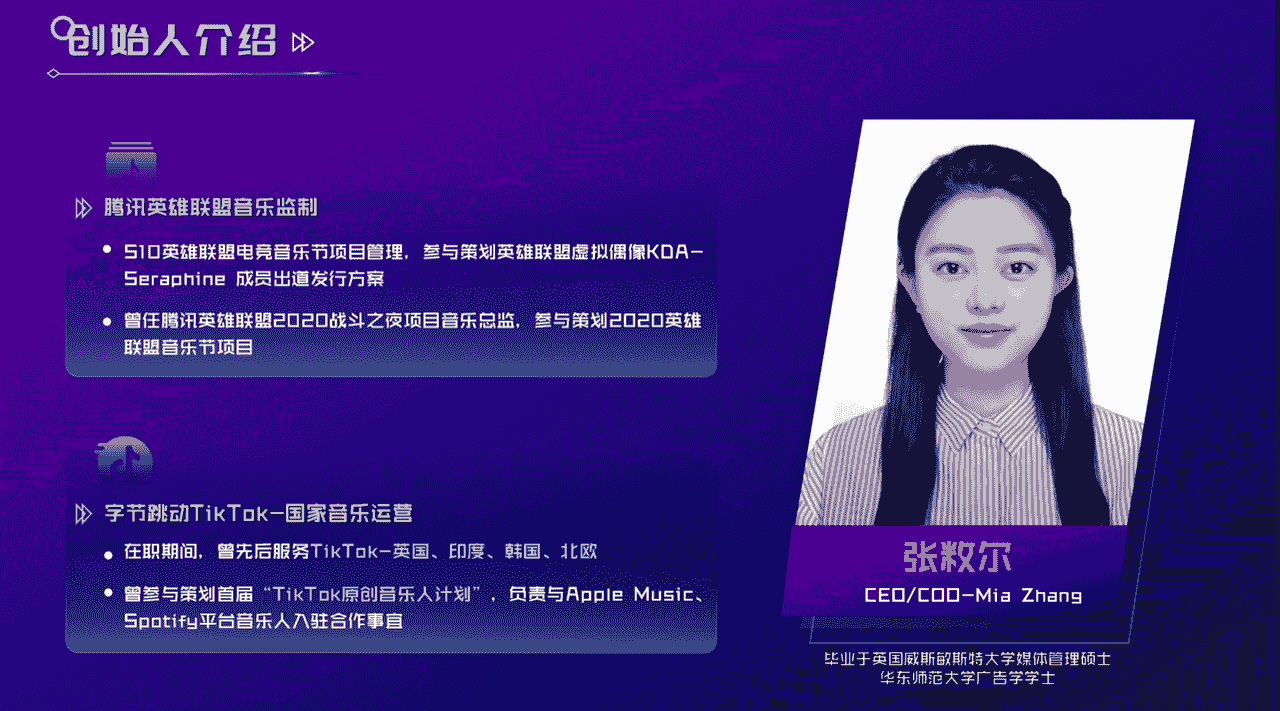 创始人介绍
腾讯英雄联盟音乐监制
S10英雄联盟电竞音乐节项目管理，参与策划英雄联盟虚拟偶像KDA-
Seraphine 成员出道发行方案
曾任腾讯英雄联盟2020战斗之夜项目音乐总监，参与策划2020英雄
联盟音乐节项目
字节跳动TikTok-国家音乐运营
在职期间，曾先后服务TikTok-英国、印度、韩国、北欧
曾参与策划首届“TikTok原创音乐人计划”，负责与Apple Music、
Spotify平台音乐人入驻合作事宜
张敉尔
CEO/COO-Mia Zhang
毕业于英国威斯敏斯特大学媒体管理硕士
华东师范大学广告学学士